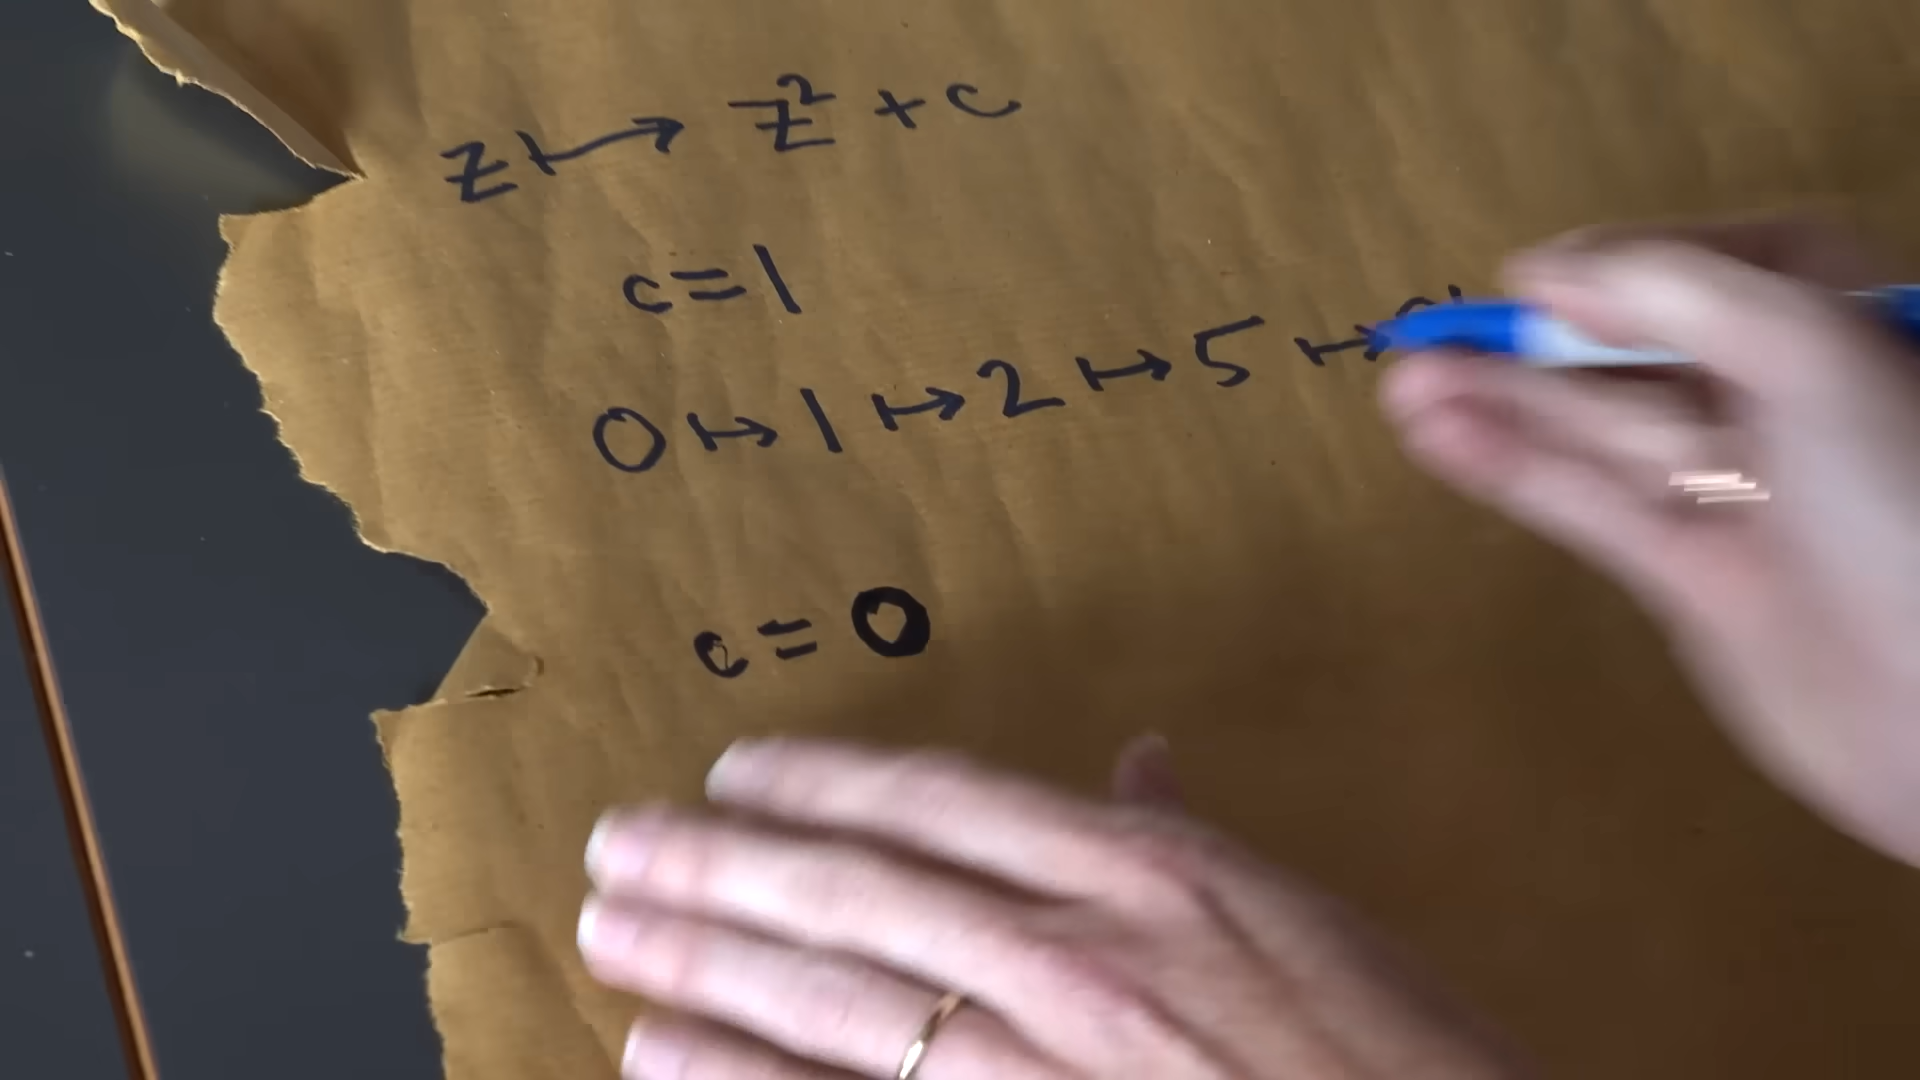 z ↦ z² + c
c = 1
0 ↦ 1 ↦ 2 ↦ 5 ↦
c = 0